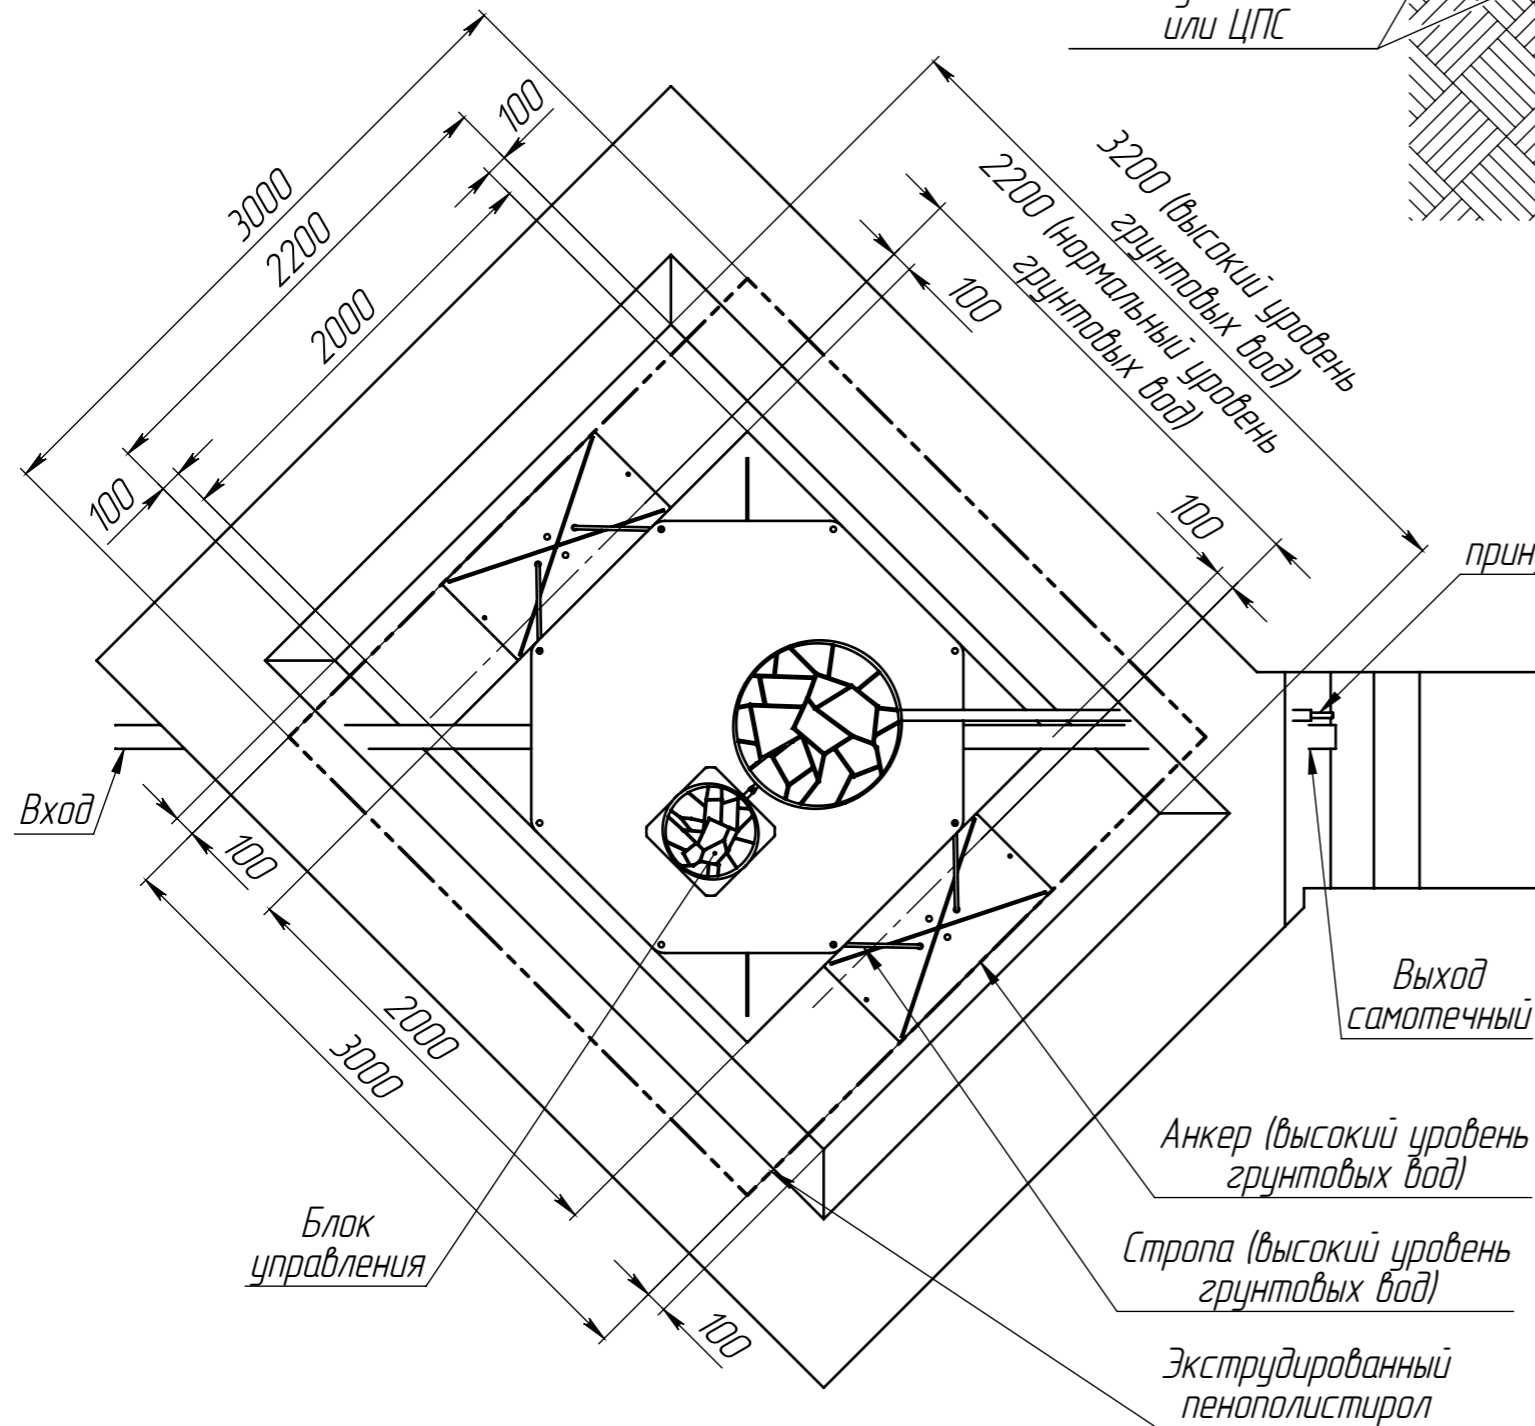 или ЦПС
3000
2200
2000
100
100
3200 (высокий уровень
грунтовых вод)
2200 (нормальный уровень
грунтовых вод)
100
100
Вход
100
2000
3000
100
Блок
управления
Выход
самотечный
Анкер (высокий уровень
грунтовых вод)
Стропа (высокий уровень
грунтовых вод)
Экструдированный
пенополистирол